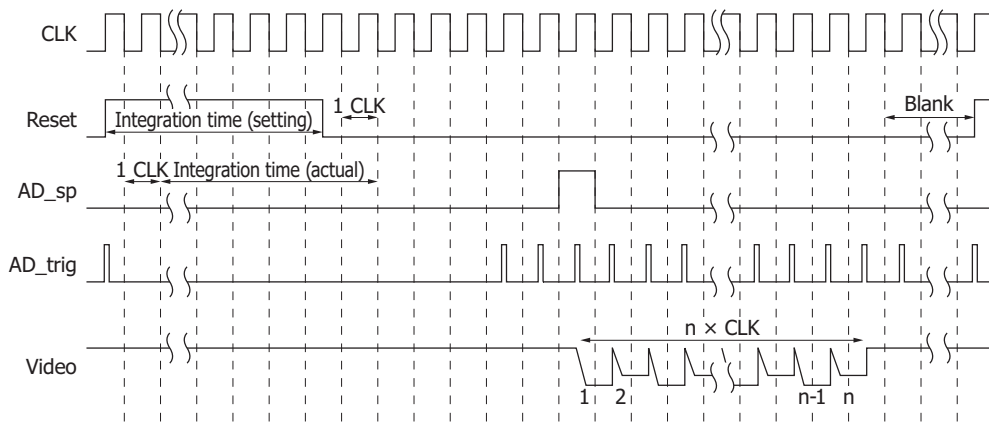 CLK
Reset
Integration time (setting)
1 CLK
Blank
1 CLK
Integration time (actual)
AD_sp
AD_trig
n × CLK
Video
1
2
n-1
n